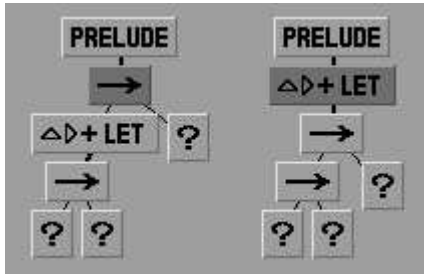 PRELUDE PRELUDE
→ △▷+ LET
△▷+ LET ? →
→ → ?
? ? ? ?